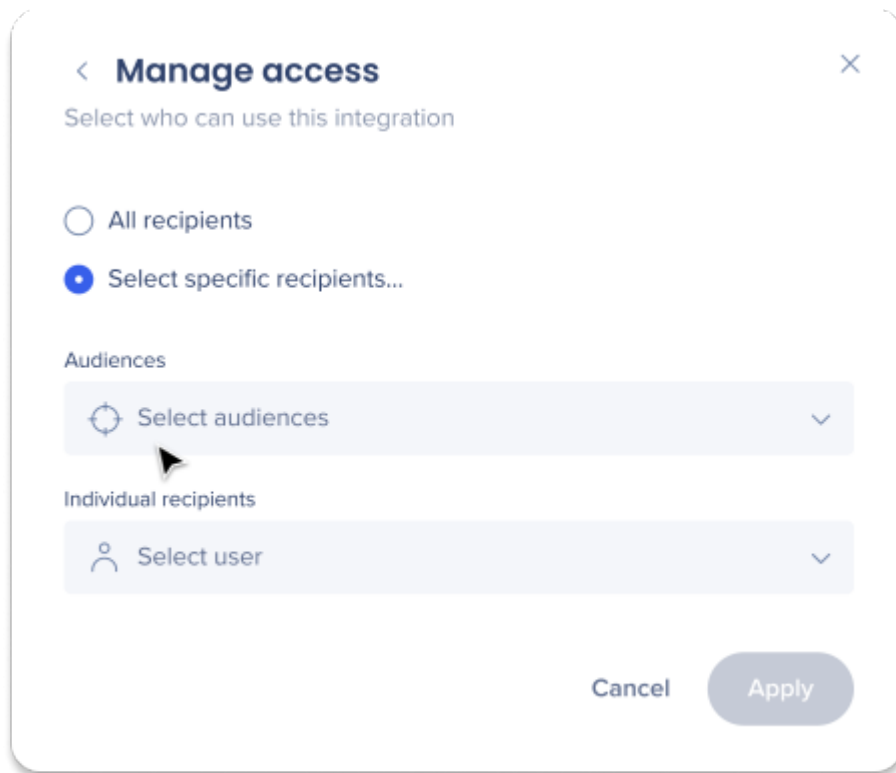 Manage access
Select who can use this integration
All recipients
Select specific recipients...
Audiences
Select audiences
Individual recipients
Select user
Cancel
Apply